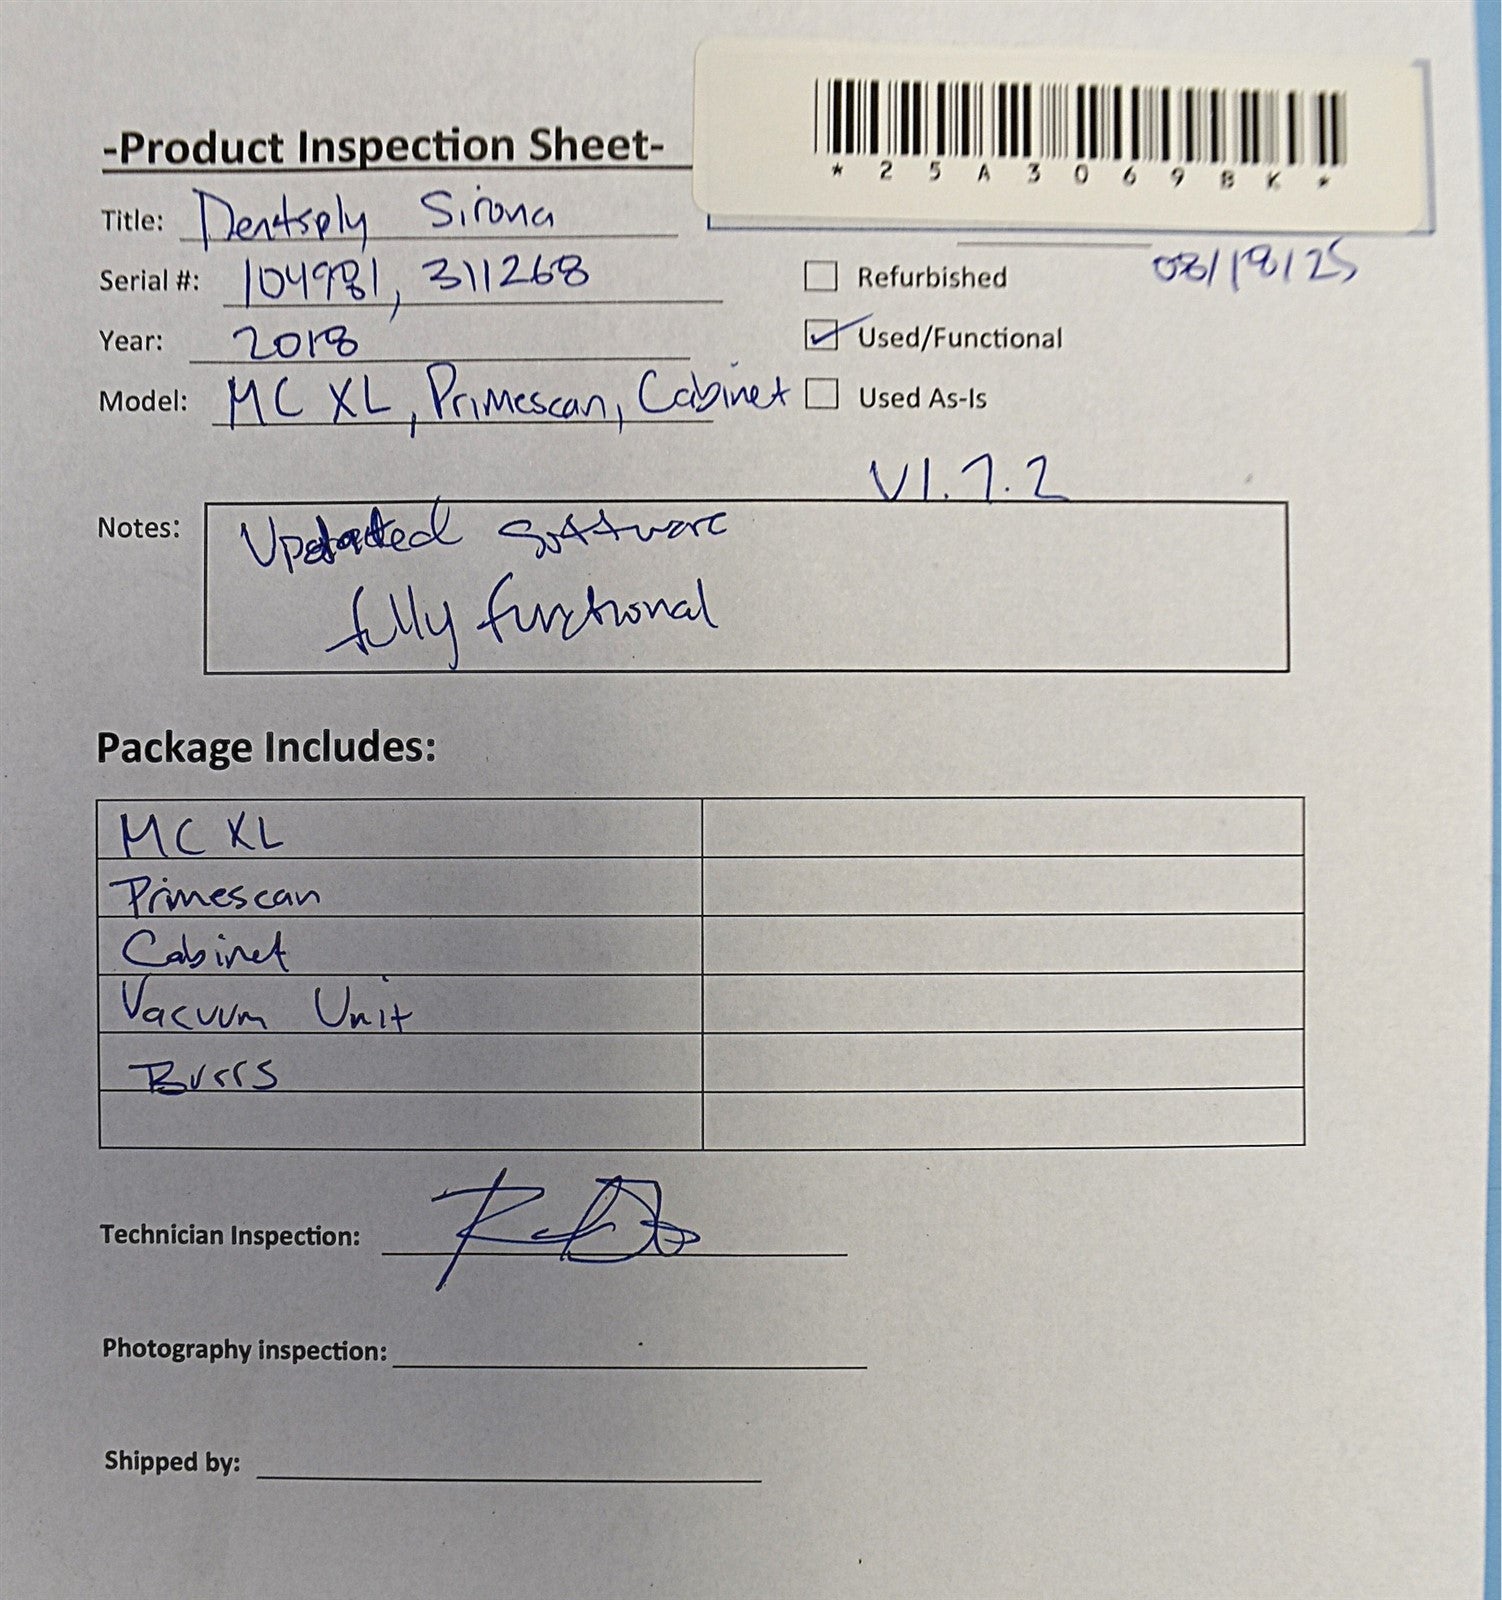 -Product Inspection Sheet-
*25A3069BK*
Title: Dentsply Sirona
08/18/25
Serial #: 104981, 311268
Refurbished
Year: 2018
Used/Functional
Model: MC XL, Primescan, Cabinet
Used As-Is
V1.7.2
Notes: Updated software
fully functional
Package Includes:
MC XL
Primescan
Cabinet
Vacuum Unit
Burrs
Technician Inspection:
Photography inspection:
Shipped by: